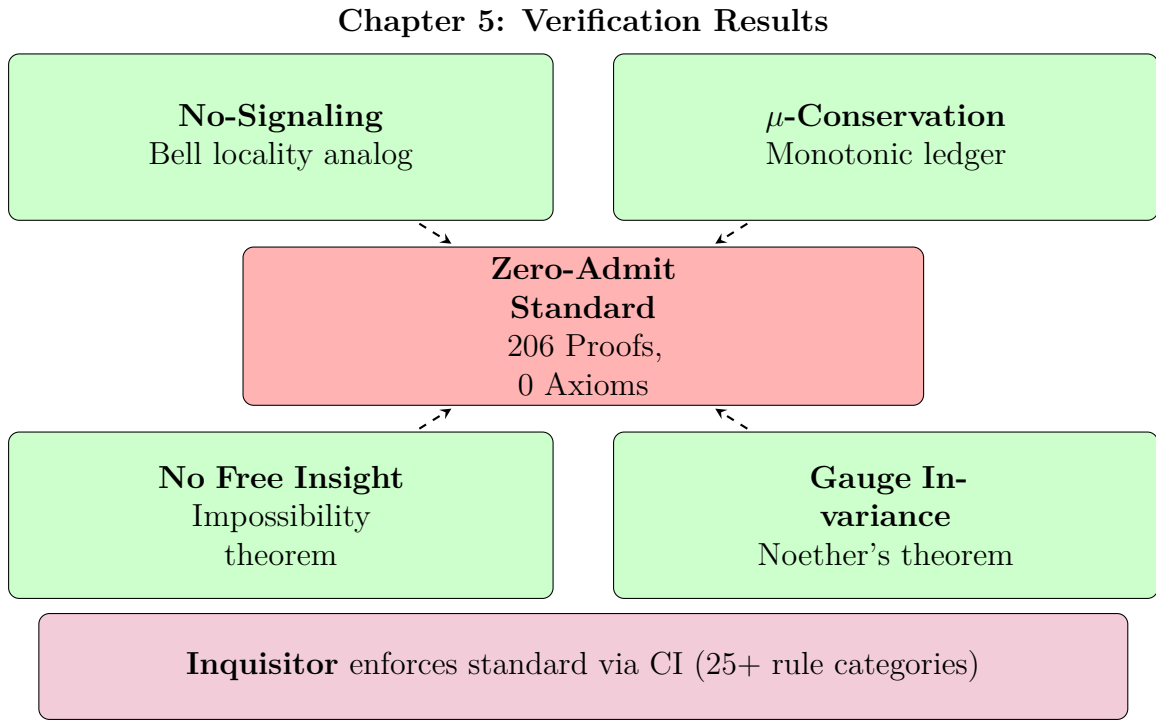 Chapter 5: Verification Results
No-Signaling
Bell locality analog
μ-Conservation
Monotonic ledger
Zero-Admit
Standard
206 Proofs,
0 Axioms
No Free Insight
Impossibility
theorem
Gauge In-
variance
Noether's theorem
Inquisitor enforces standard via CI (25+ rule categories)